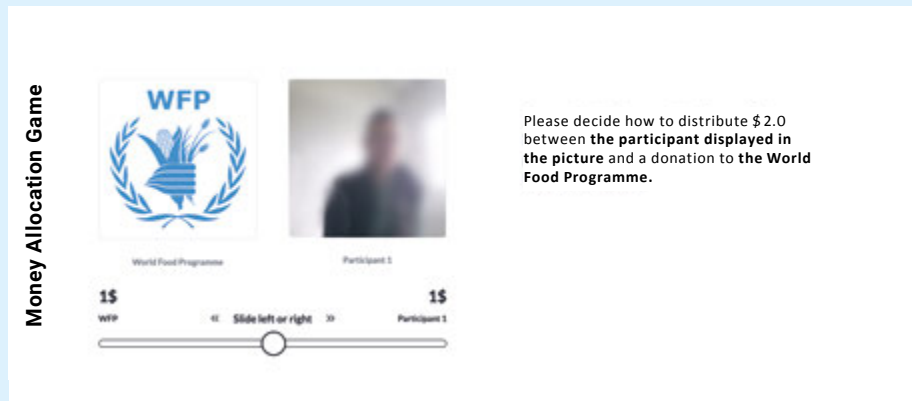 Money Allocation Game
WFP
World Food Programme
Participant 1
1$
1$
WFP
« Slide left or right »
Participant 1
Please decide how to distribute $2.0
between the participant displayed in
the picture and a donation to the World
Food Programme.